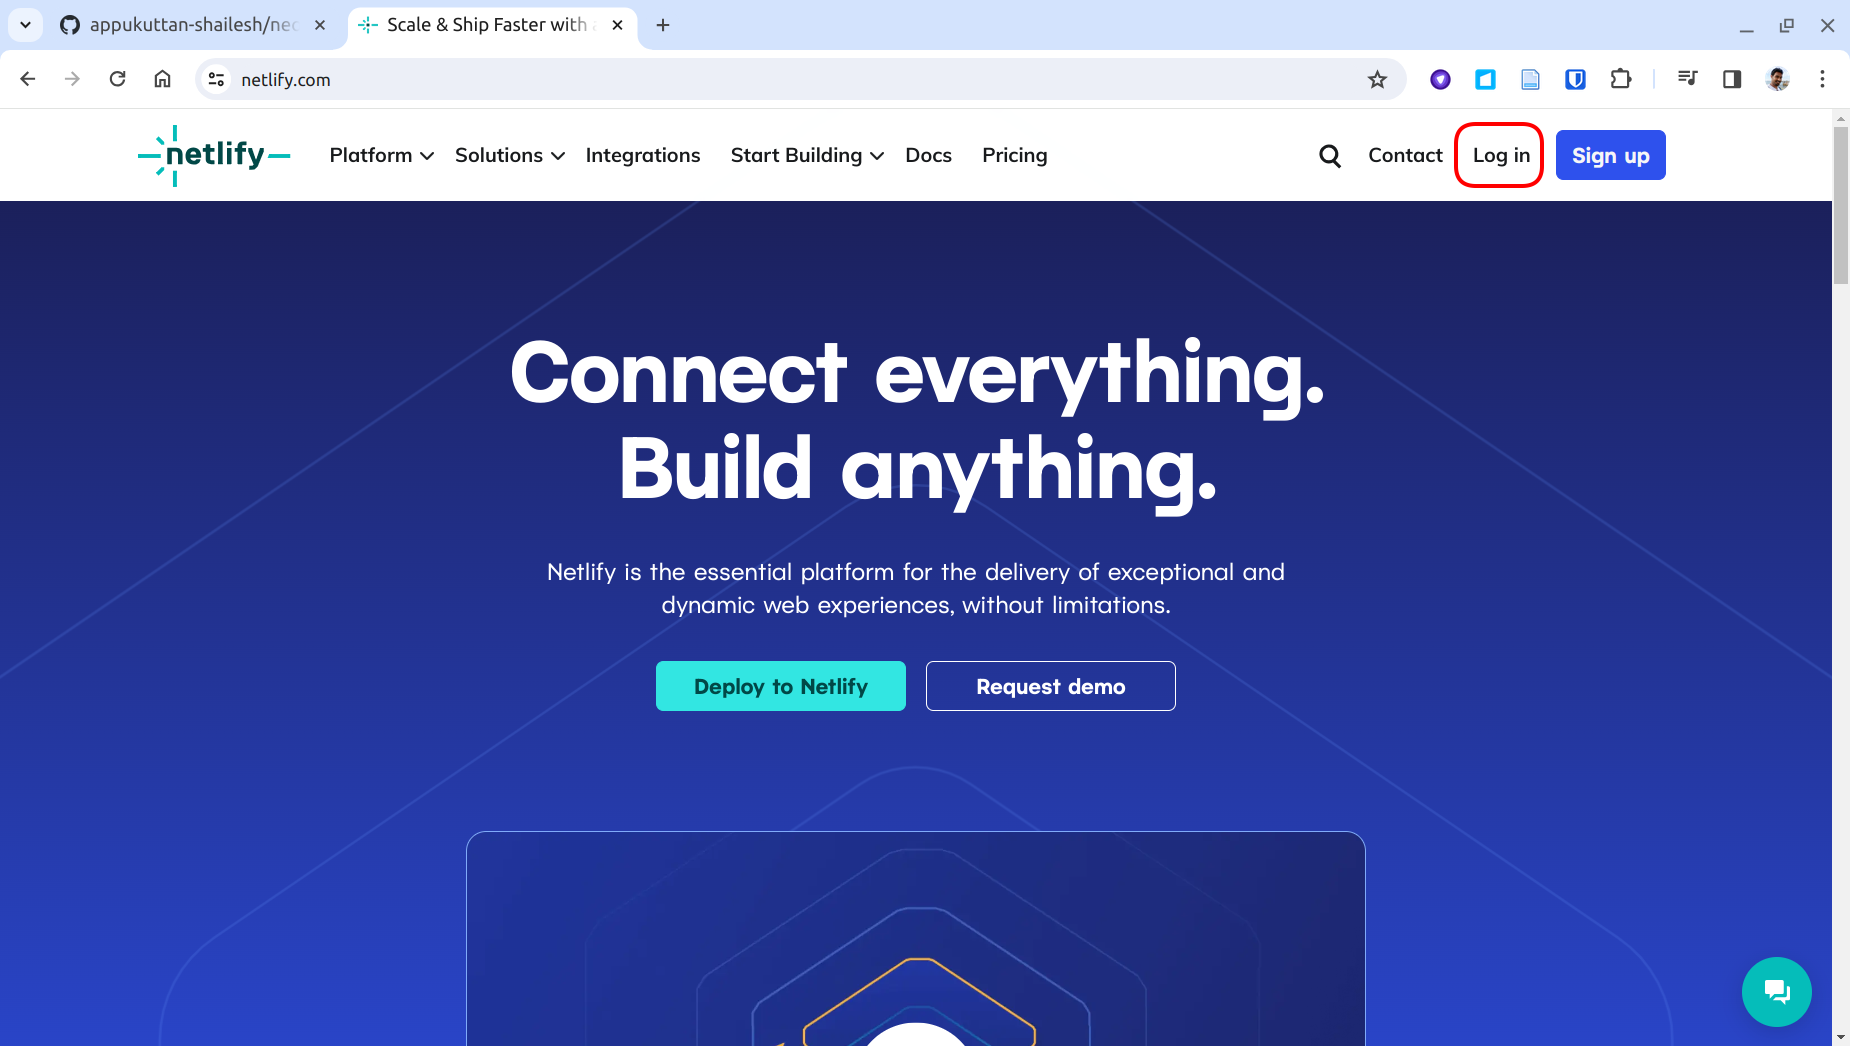 appukuttan-shailesh/neo
Scale & Ship Faster with
netlify.com
netlify
Platform
Solutions
Integrations
Start Building
Docs
Pricing
Contact
Log in
Sign up
Connect everything.
Build anything.
Netlify is the essential platform for the delivery of exceptional and
dynamic web experiences, without limitations.
Deploy to Netlify
Request demo